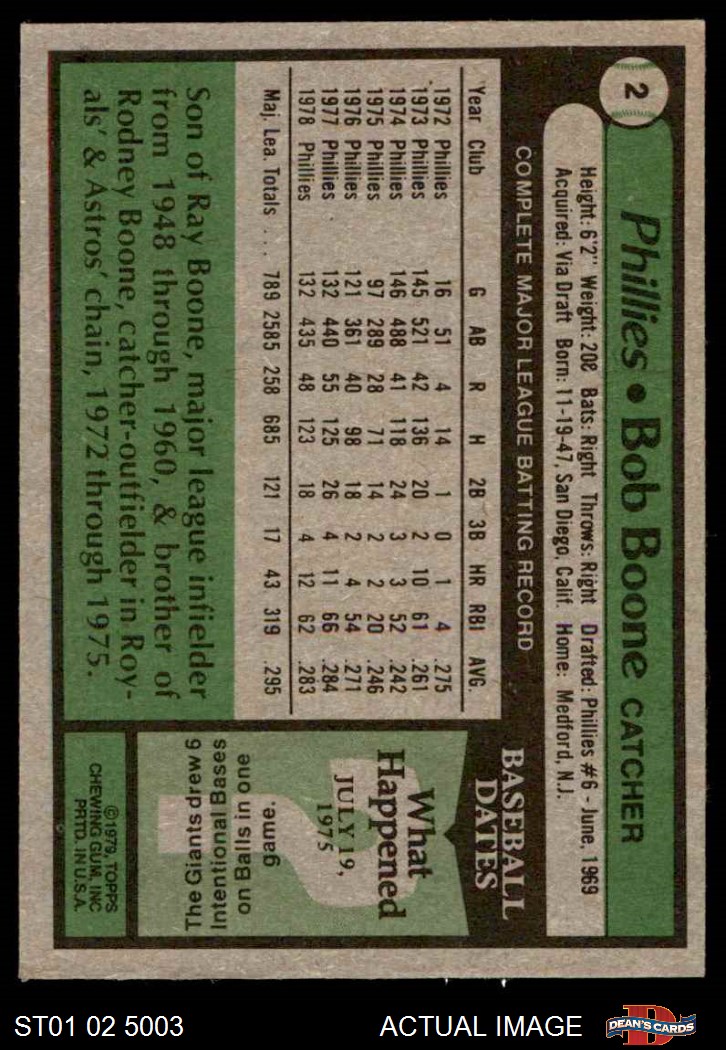 2
Phillies • Bob Boone CATCHER
Height: 6'2" Weight: 208 Bats: Right Throws: Right Drafted: Phillies #6 - June, 1969
Acquired: Via Draft Born: 11-19-47, San Diego, Calif. Home: Medford, N.J.
COMPLETE MAJOR LEAGUE BATTING RECORD
Year Club G AB R H 2B 3B HR RBI AVG.
1972 Phillies 16 51 4 14 1 0 1 4 .275
1973 Phillies 145 521 42 136 20 2 10 61 .261
1974 Phillies 146 488 41 118 24 3 3 52 .242
1975 Phillies 97 289 28 71 14 2 2 20 .246
1976 Phillies 121 361 40 98 18 2 4 54 .271
1977 Phillies 132 440 55 125 26 4 11 66 .284
1978 Phillies 132 435 48 123 18 4 12 62 .283
Maj. Lea. Totals . . . 789 2585 258 685 121 17 43 319 .295
Son of Ray Boone, major league infielder
from 1948 through 1960, & brother of
Rodney Boone, catcher-outfielder in Roy-
als' & Astros' chain, 1972 through 1975.
BASEBALL
DATES
What
Happened
JULY 19,
1975
?
The Giants drew 6
Intentional Bases
on Balls in one
game.
©1979, TOPPS
CHEWING GUM, INC
PRTD. IN U.S.A.
ST01 02 5003
ACTUAL IMAGE
D
DEAN'S CARDS